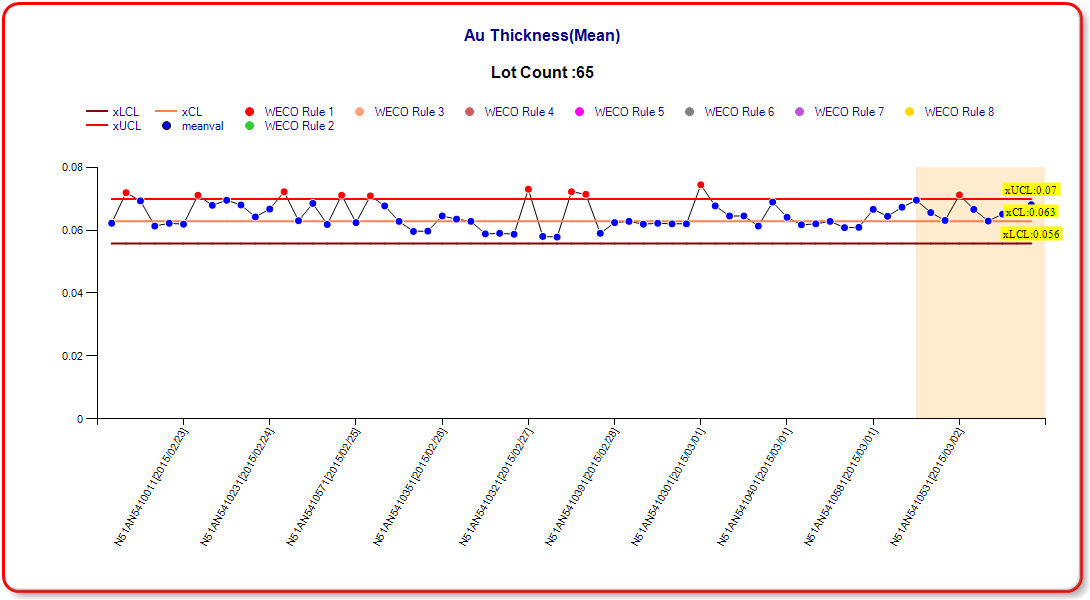 Au Thickness(Mean)
Lot Count :65
xLCL xCL WECO Rule 1 WECO Rule 3 WECO Rule 4 WECO Rule 5 WECO Rule 6 WECO Rule 7 WECO Rule 8
xUCL meanval WECO Rule 2
0.08
xUCL:0.07
xCL:0.063
0.06
xLCL:0.056
0.04
0.02
0
N51AN5410011[2015/02/23]
N51AN5410231[2015/02/24]
N51AN5410571[2015/02/25]
N51AN5410351[2015/02/26]
N51AN5410321[2015/02/27]
N51AN5410391[2015/02/28]
N51AN5410301[2015/03/01]
N51AN5410401[2015/03/01]
N51AN5410581[2015/03/01]
N51AN5410531[2015/03/02]